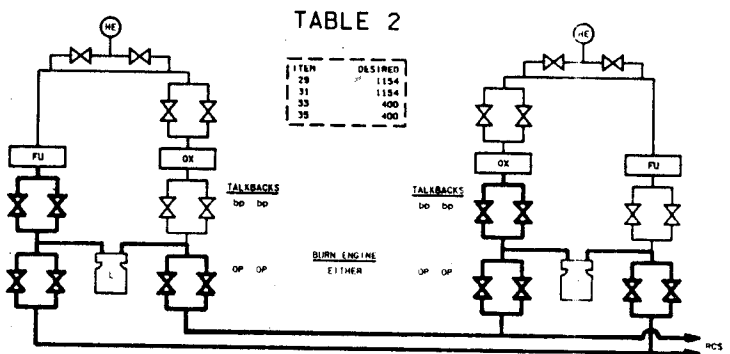 TABLE 2
HE
HE
ITEM DESIRED
29 1154
31 1154
33 400
35 400
FU
OX
OX
FU
TALKBACKS
bp bp
TALKBACKS
bp bp
L
BURN ENGINE
EITHER
OP OP
OP OP
RCS